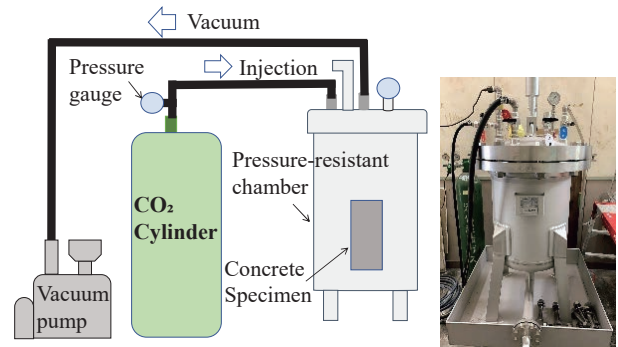 Vacuum
Pressure
gauge
Injection
Pressure-resistant
chamber
CO₂
Cylinder
Concrete
Specimen
Vacuum
pump